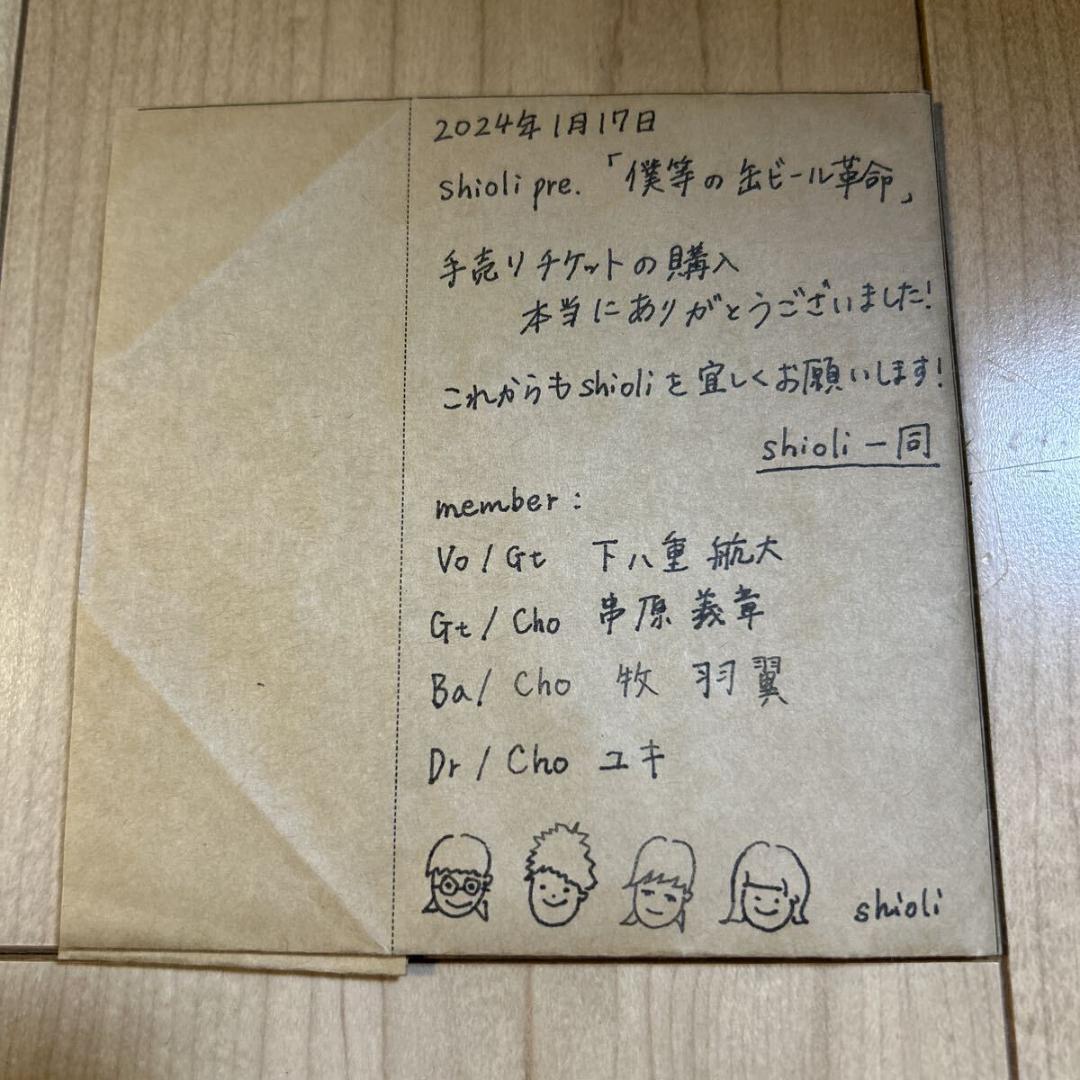 2024年1月17日
shioli pre.「僕等の缶ビール革命」
手売りチケットの購入
本当にありがとうございました!
これからもshioliを宜しくお願いします!
shioli一同
member:
Vo/Gt 下八重 航大
Gt/Cho 串原 義章
Ba/Cho 牧 羽翼
Dr/Cho ユキ
shioli